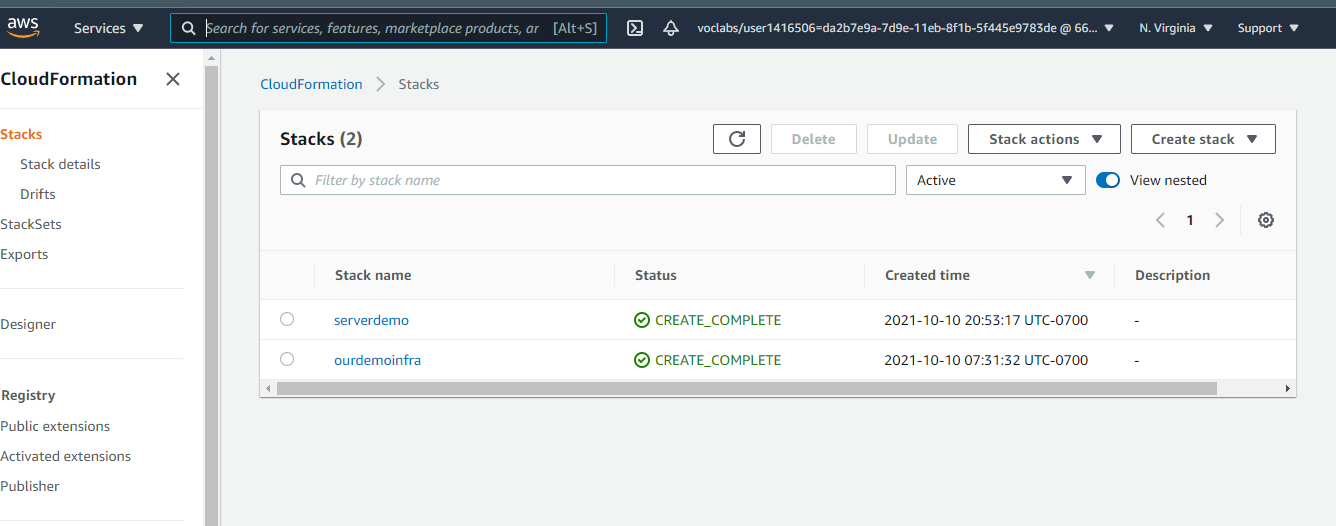 aws
Services
Search for services, features, marketplace products, ar [Alt+S]
voclabs/user1416506=da2b7e9a-7d9e-11eb-8f1b-5f445e9783de @ 66...
N. Virginia
Support
CloudFormation
Stacks
Stack details
Drifts
StackSets
Exports
Designer
Registry
Public extensions
Activated extensions
Publisher
CloudFormation > Stacks
Stacks (2)
Delete
Update
Stack actions
Create stack
Filter by stack name
Active
View nested
1
Stack name Status Created time Description
serverdemo CREATE_COMPLETE 2021-10-10 20:53:17 UTC-0700 -
ourdemoinfra CREATE_COMPLETE 2021-10-10 07:31:32 UTC-0700 -